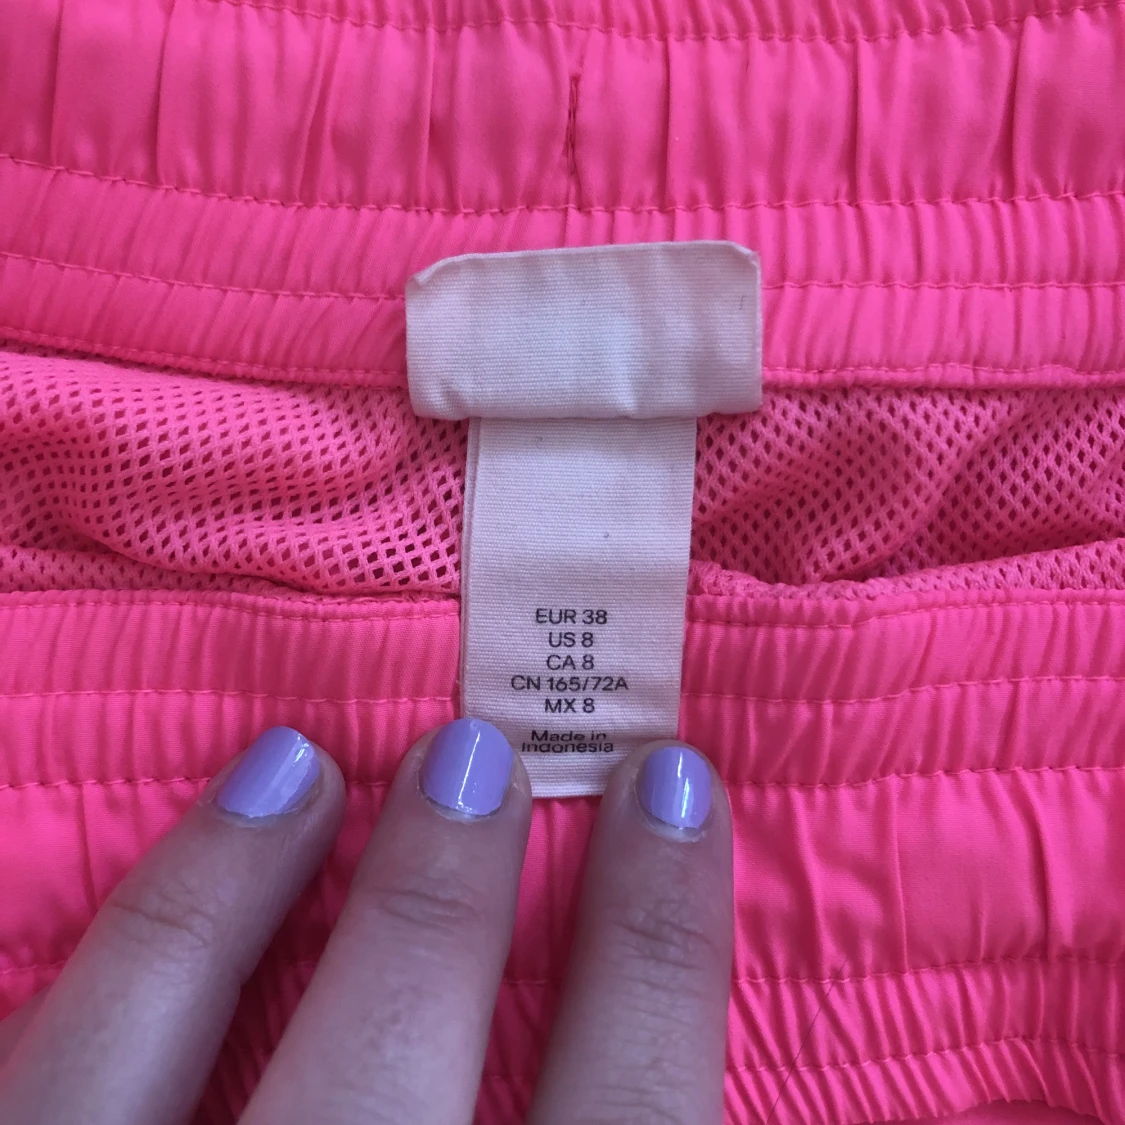 EUR 38
US 8
CA 8
CN 165/72A
MX 8
Made in
Indonesia